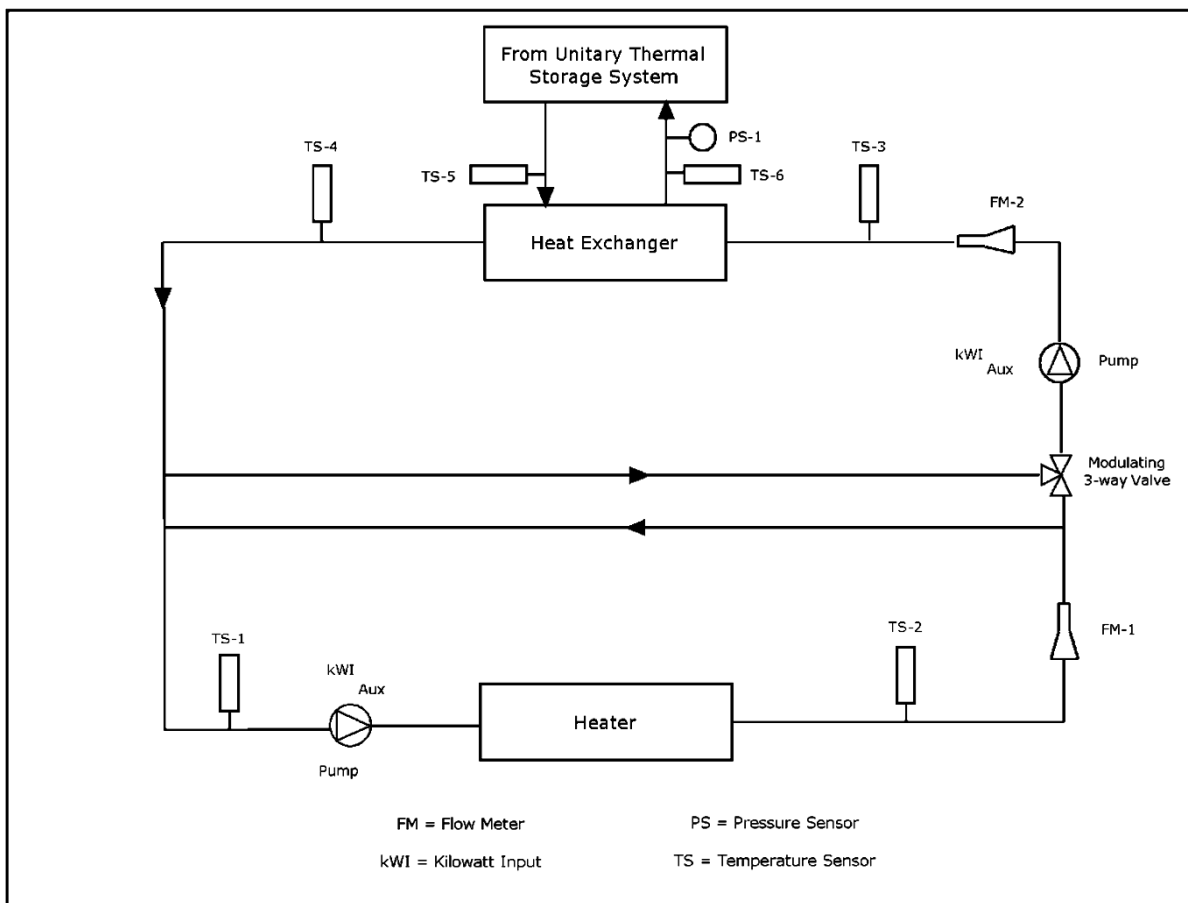 From Unitary Thermal
Storage System
PS-1
TS-4
TS-3
TS-5
TS-6
FM-2
Heat Exchanger
kWI
Aux
Pump
Modulating
3-way Valve
TS-1
TS-2
FM-1
kWI
Aux
Heater
Pump
FM = Flow Meter
PS = Pressure Sensor
kWI = Kilowatt Input
TS = Temperature Sensor